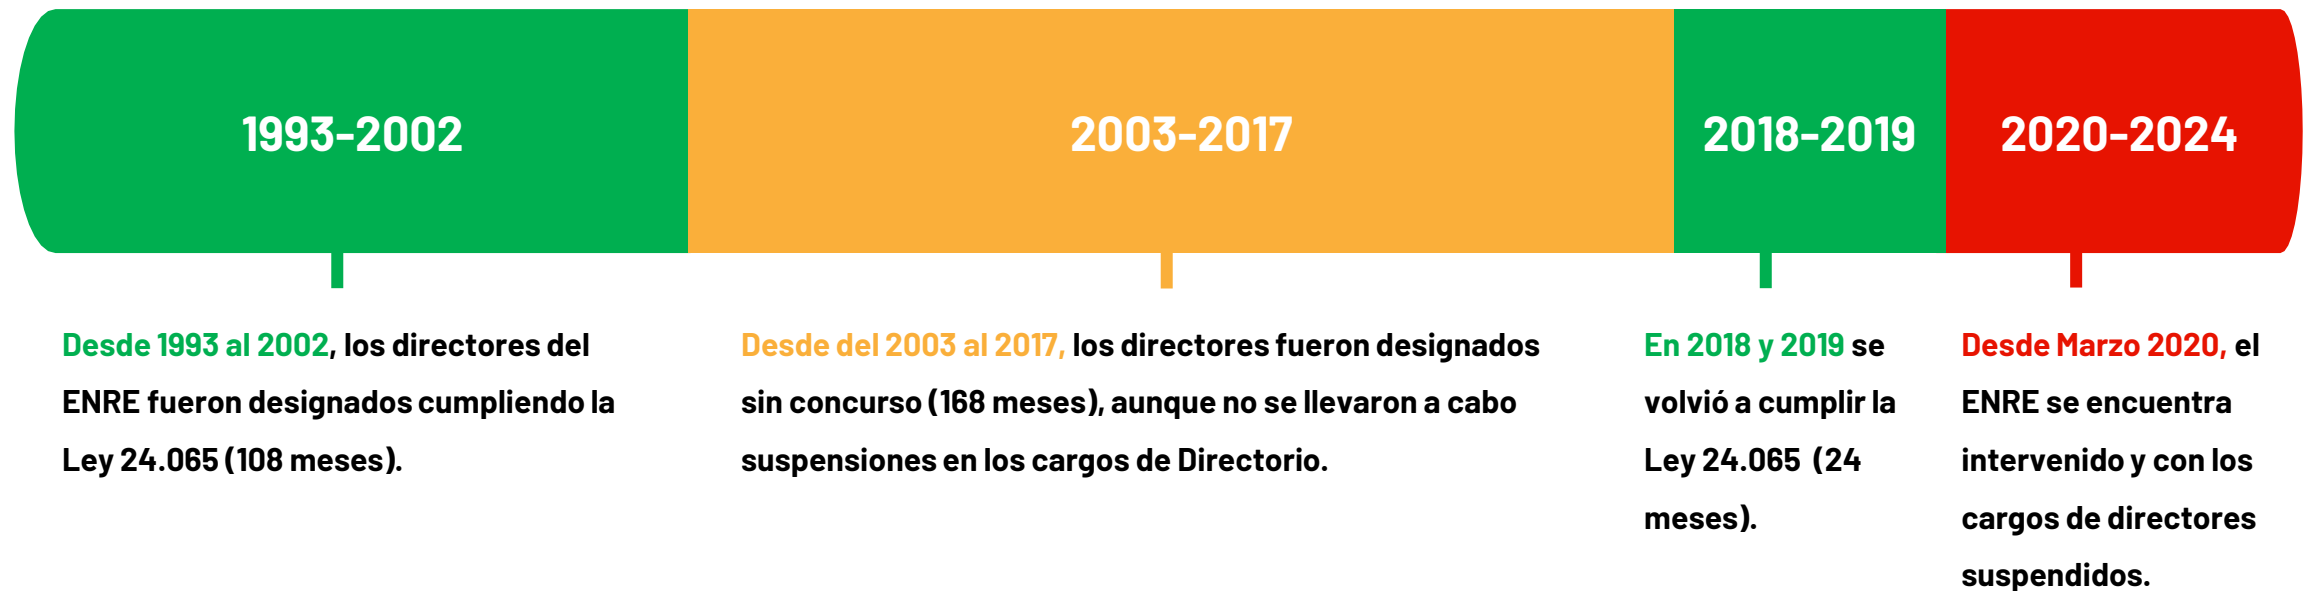 1993-2002
2003-2017
2018-2019
2020-2024
Desde 1993 al 2002, los directores del
ENRE fueron designados cumpliendo la
Ley 24.065 (108 meses).
Desde del 2003 al 2017, los directores fueron designados
sin concurso (168 meses), aunque no se llevaron a cabo
suspensiones en los cargos de Directorio.
En 2018 y 2019 se
volvió a cumplir la
Ley 24.065 (24
meses).
Desde Marzo 2020, el
ENRE se encuentra
intervenido y con los
cargos de directores
suspendidos.